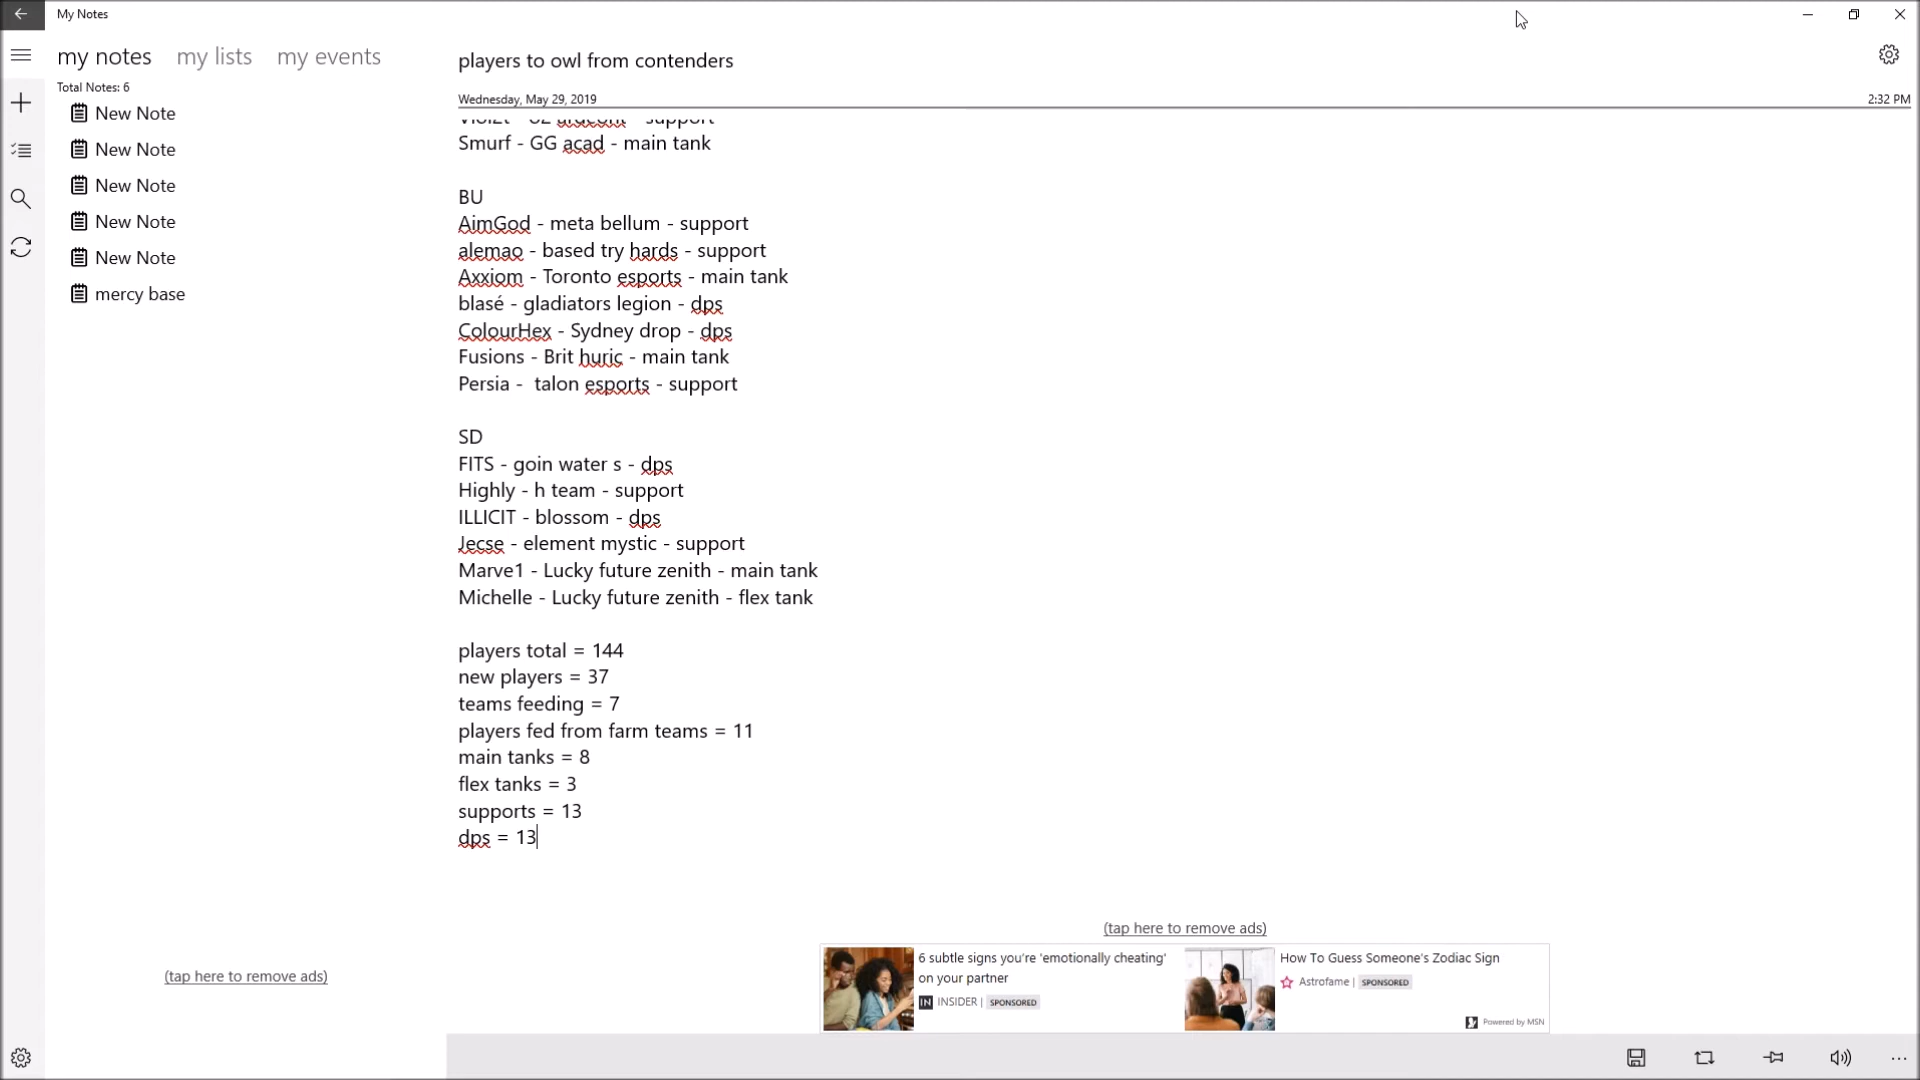 My Notes
my notes my lists my events
Total Notes: 6
New Note
New Note
New Note
New Note
New Note
mercy base
(tap here to remove ads)
players to owl from contenders
Wednesday, May 29, 2019 2:32 PM
support
Smurf - GG acad - main tank
BU
AimGod - meta bellum - support
alemao - based try hards - support
Axxiom - Toronto esports - main tank
blasé - gladiators legion - dps
ColourHex - Sydney drop - dps
Fusions - Brit huric - main tank
Persia - talon esports - support
SD
FITS - goin water s - dps
Highly - h team - support
ILLICIT - blossom - dps
Jecse - element mystic - support
Marve1 - Lucky future zenith - main tank
Michelle - Lucky future zenith - flex tank
players total = 144
new players = 37
teams feeding = 7
players fed from farm teams = 11
main tanks = 8
flex tanks = 3
supports = 13
dps = 13
(tap here to remove ads)
6 subtle signs you're 'emotionally cheating'
on your partner
IN INSIDER | SPONSORED
How To Guess Someone's Zodiac Sign
Astrofame | SPONSORED
Powered by MSN